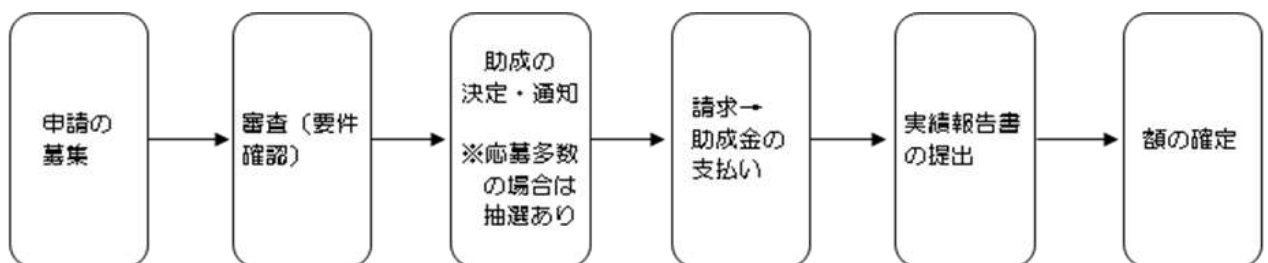 申請の
募集
審査（要件
確認）
助成の
決定・通知
※応募多数
の場合は
抽選あり
請求→
助成金の
支払い
実績報告書
の提出
額の確定